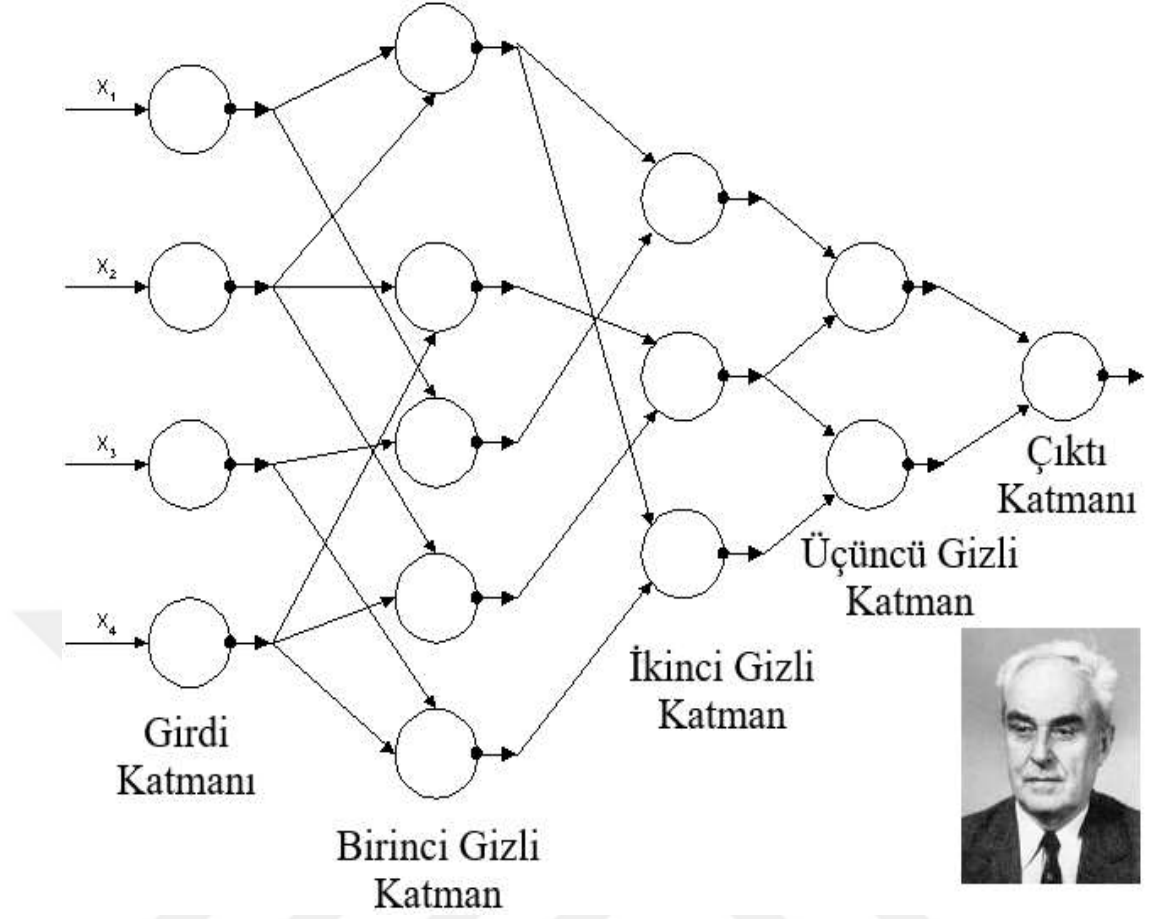 X1
X2
X3
X4
Girdi
Katmanı
Birinci Gizli
Katman
İkinci Gizli
Katman
Üçüncü Gizli
Katman
Çıktı
Katmanı